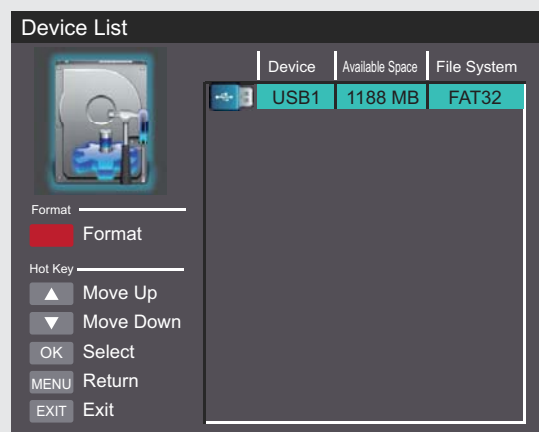 Device List
Device Available Space File System
USB1 1188 MB FAT32
Format
Format
Hot Key
Move Up
Move Down
OK Select
MENU Return
EXIT Exit